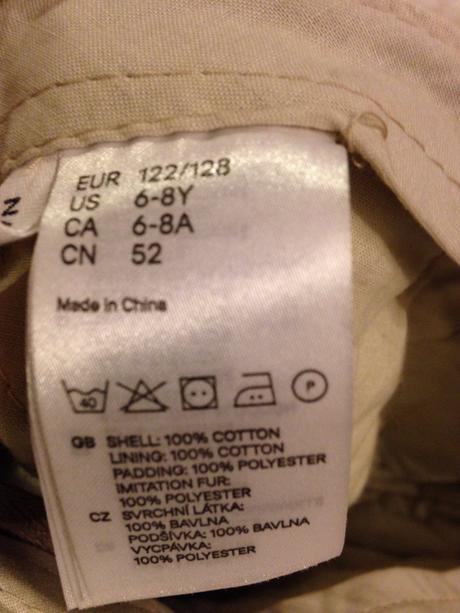 EUR 122/128
US 6-8Y
CA 6-8A
CN 52
Made in China
40
P
GB SHELL: 100% COTTON
LINING: 100% COTTON
PADDING: 100% POLYESTER
IMITATION FUR:
100% POLYESTER
CZ SVRCHNÍ LÁTKA:
100% BAVLNA
PODŠÍVKA: 100% BAVLNA
VYCPÁVKA:
100% POLYESTER